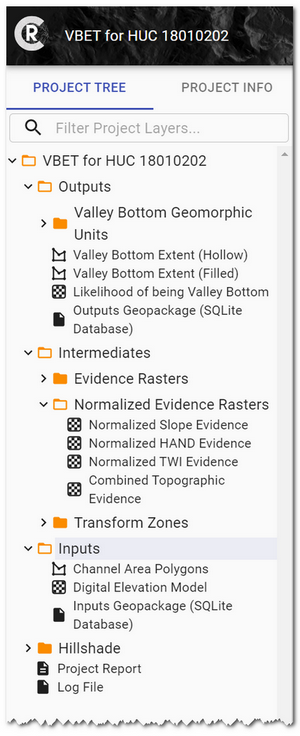 VBET for HUC 18010202
PROJECT TREE
PROJECT INFO
Filter Project Layers...
VBET for HUC 18010202
Outputs
Valley Bottom Geomorphic
Units
Valley Bottom Extent (Hollow)
Valley Bottom Extent (Filled)
Likelihood of being Valley Bottom
Outputs Geopackage (SQLite
Database)
Intermediates
Evidence Rasters
Normalized Evidence Rasters
Normalized Slope Evidence
Normalized HAND Evidence
Normalized TWI Evidence
Combined Topographic
Evidence
Transform Zones
Inputs
Channel Area Polygons
Digital Elevation Model
Inputs Geopackage (SQLite
Database)
Hillshade
Project Report
Log File